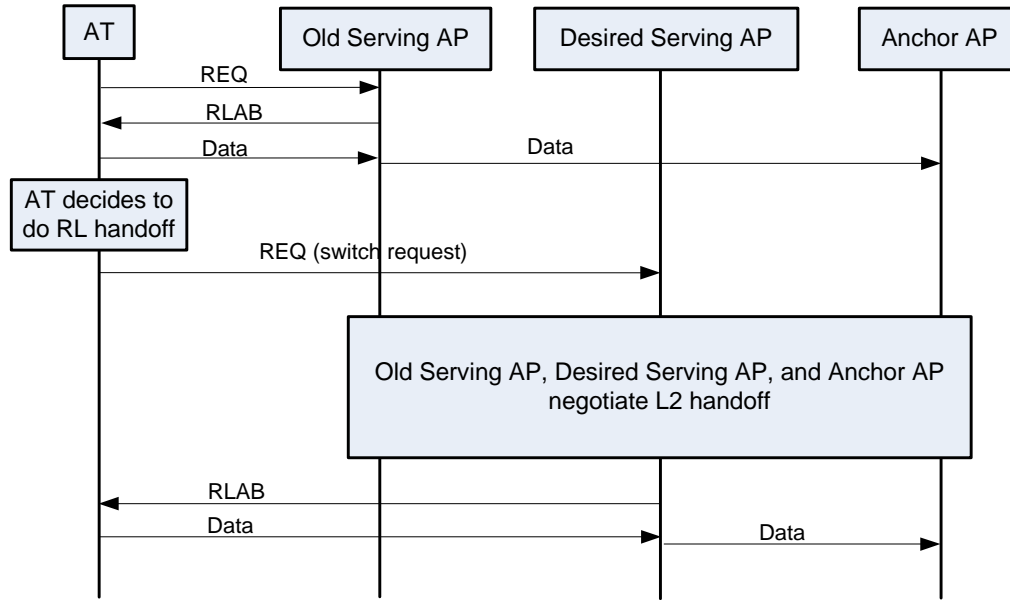 AT
Old Serving AP
Desired Serving AP
Anchor AP
REQ
RLAB
Data
Data
AT decides to
do RL handoff
REQ (switch request)
Old Serving AP, Desired Serving AP, and Anchor AP
negotiate L2 handoff
RLAB
Data
Data